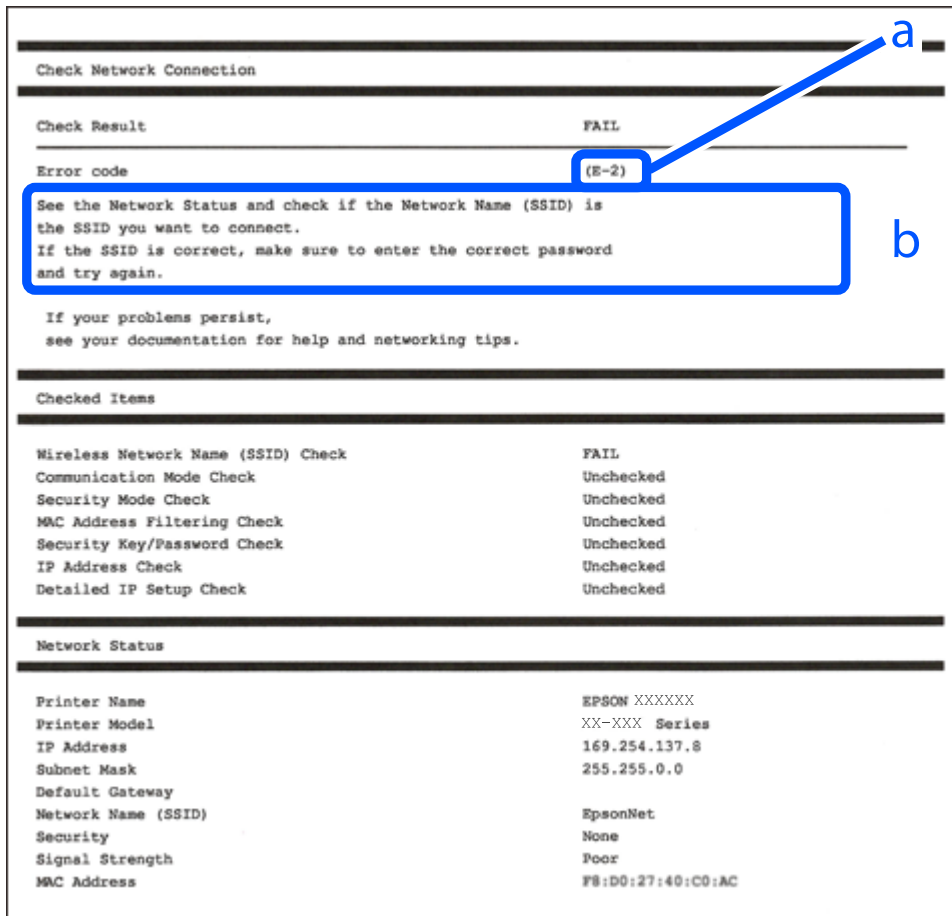 a
Check Network Connection
Check Result FAIL
Error code (E-2)
See the Network Status and check if the Network Name (SSID) is
the SSID you want to connect.
If the SSID is correct, make sure to enter the correct password
and try again.
b
If your problems persist,
see your documentation for help and networking tips.
Checked Items
Wireless Network Name (SSID) Check FAIL
Communication Mode Check Unchecked
Security Mode Check Unchecked
MAC Address Filtering Check Unchecked
Security Key/Password Check Unchecked
IP Address Check Unchecked
Detailed IP Setup Check Unchecked
Network Status
Printer Name EPSON XXXXXX
Printer Model XX-XXX Series
IP Address 169.254.137.8
Subnet Mask 255.255.0.0
Default Gateway
Network Name (SSID) EpsonNet
Security None
Signal Strength Poor
MAC Address F8:D0:27:40:C0:AC